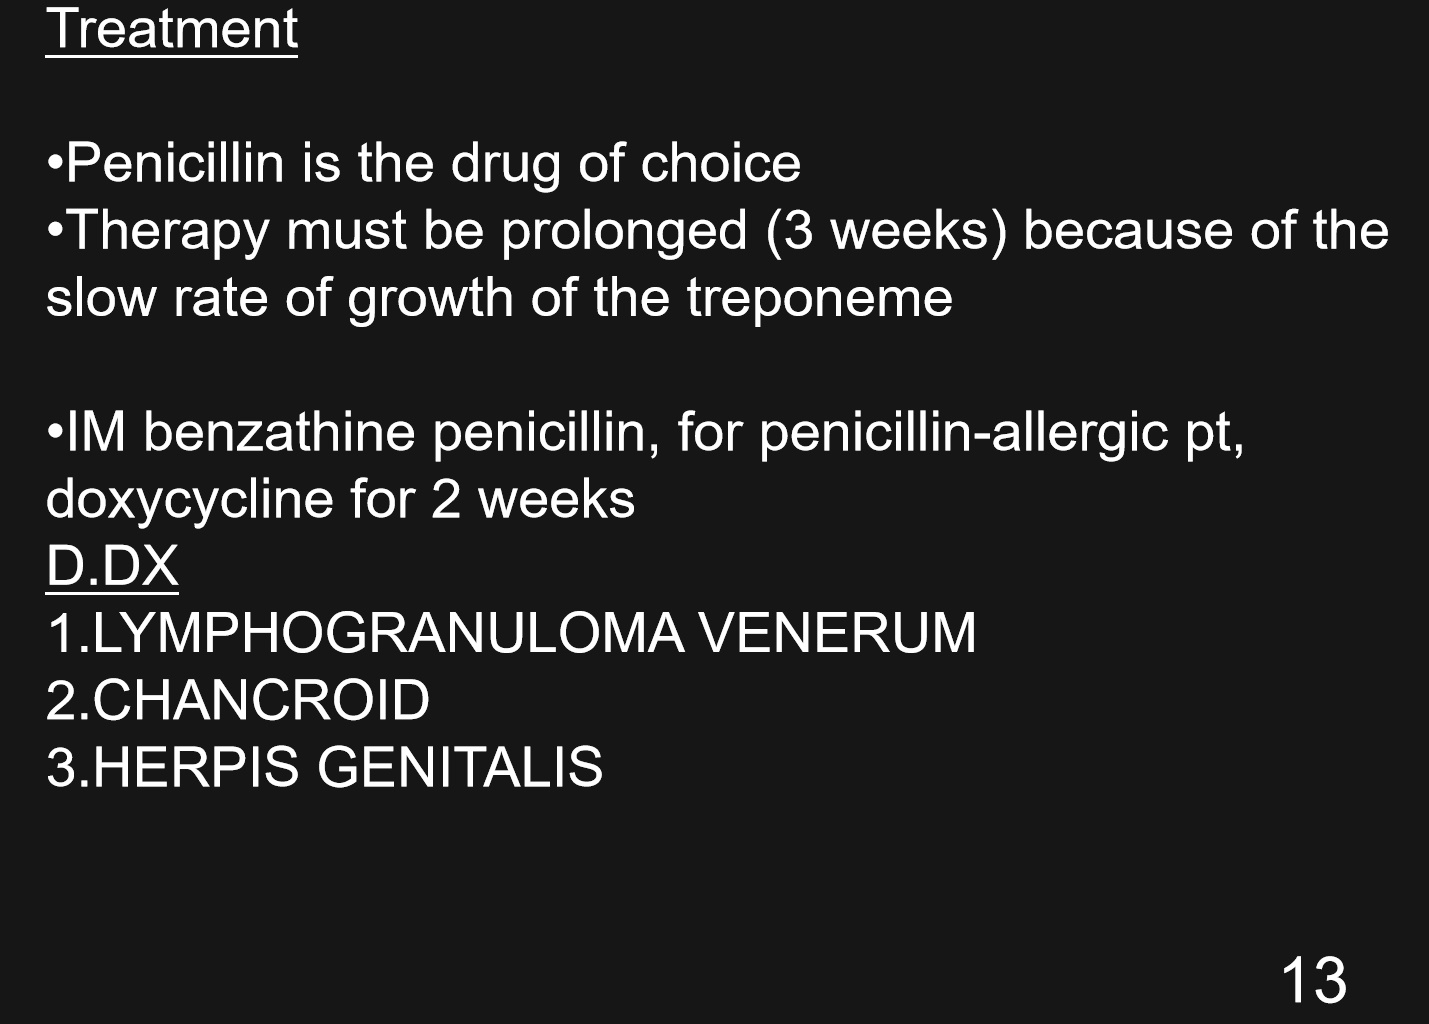 Treatment
•Penicillin is the drug of choice
•Therapy must be prolonged (3 weeks) because of the
slow rate of growth of the treponeme
•IM benzathine penicillin, for penicillin-allergic pt,
doxycycline for 2 weeks
D.DX
1.LYMPHOGRANULOMA VENERUM
2.CHANCROID
3.HERPIS GENITALIS
13